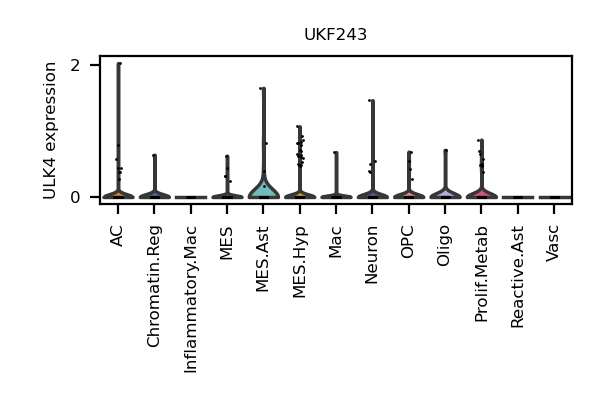 UKF243
ULK4 expression
2
0
AC
Chromatin.Reg
Inflammatory.Mac
MES
MES.Ast
MES.Hyp
Mac
Neuron
OPC
Oligo
Prolif.Metab
Reactive.Ast
Vasc